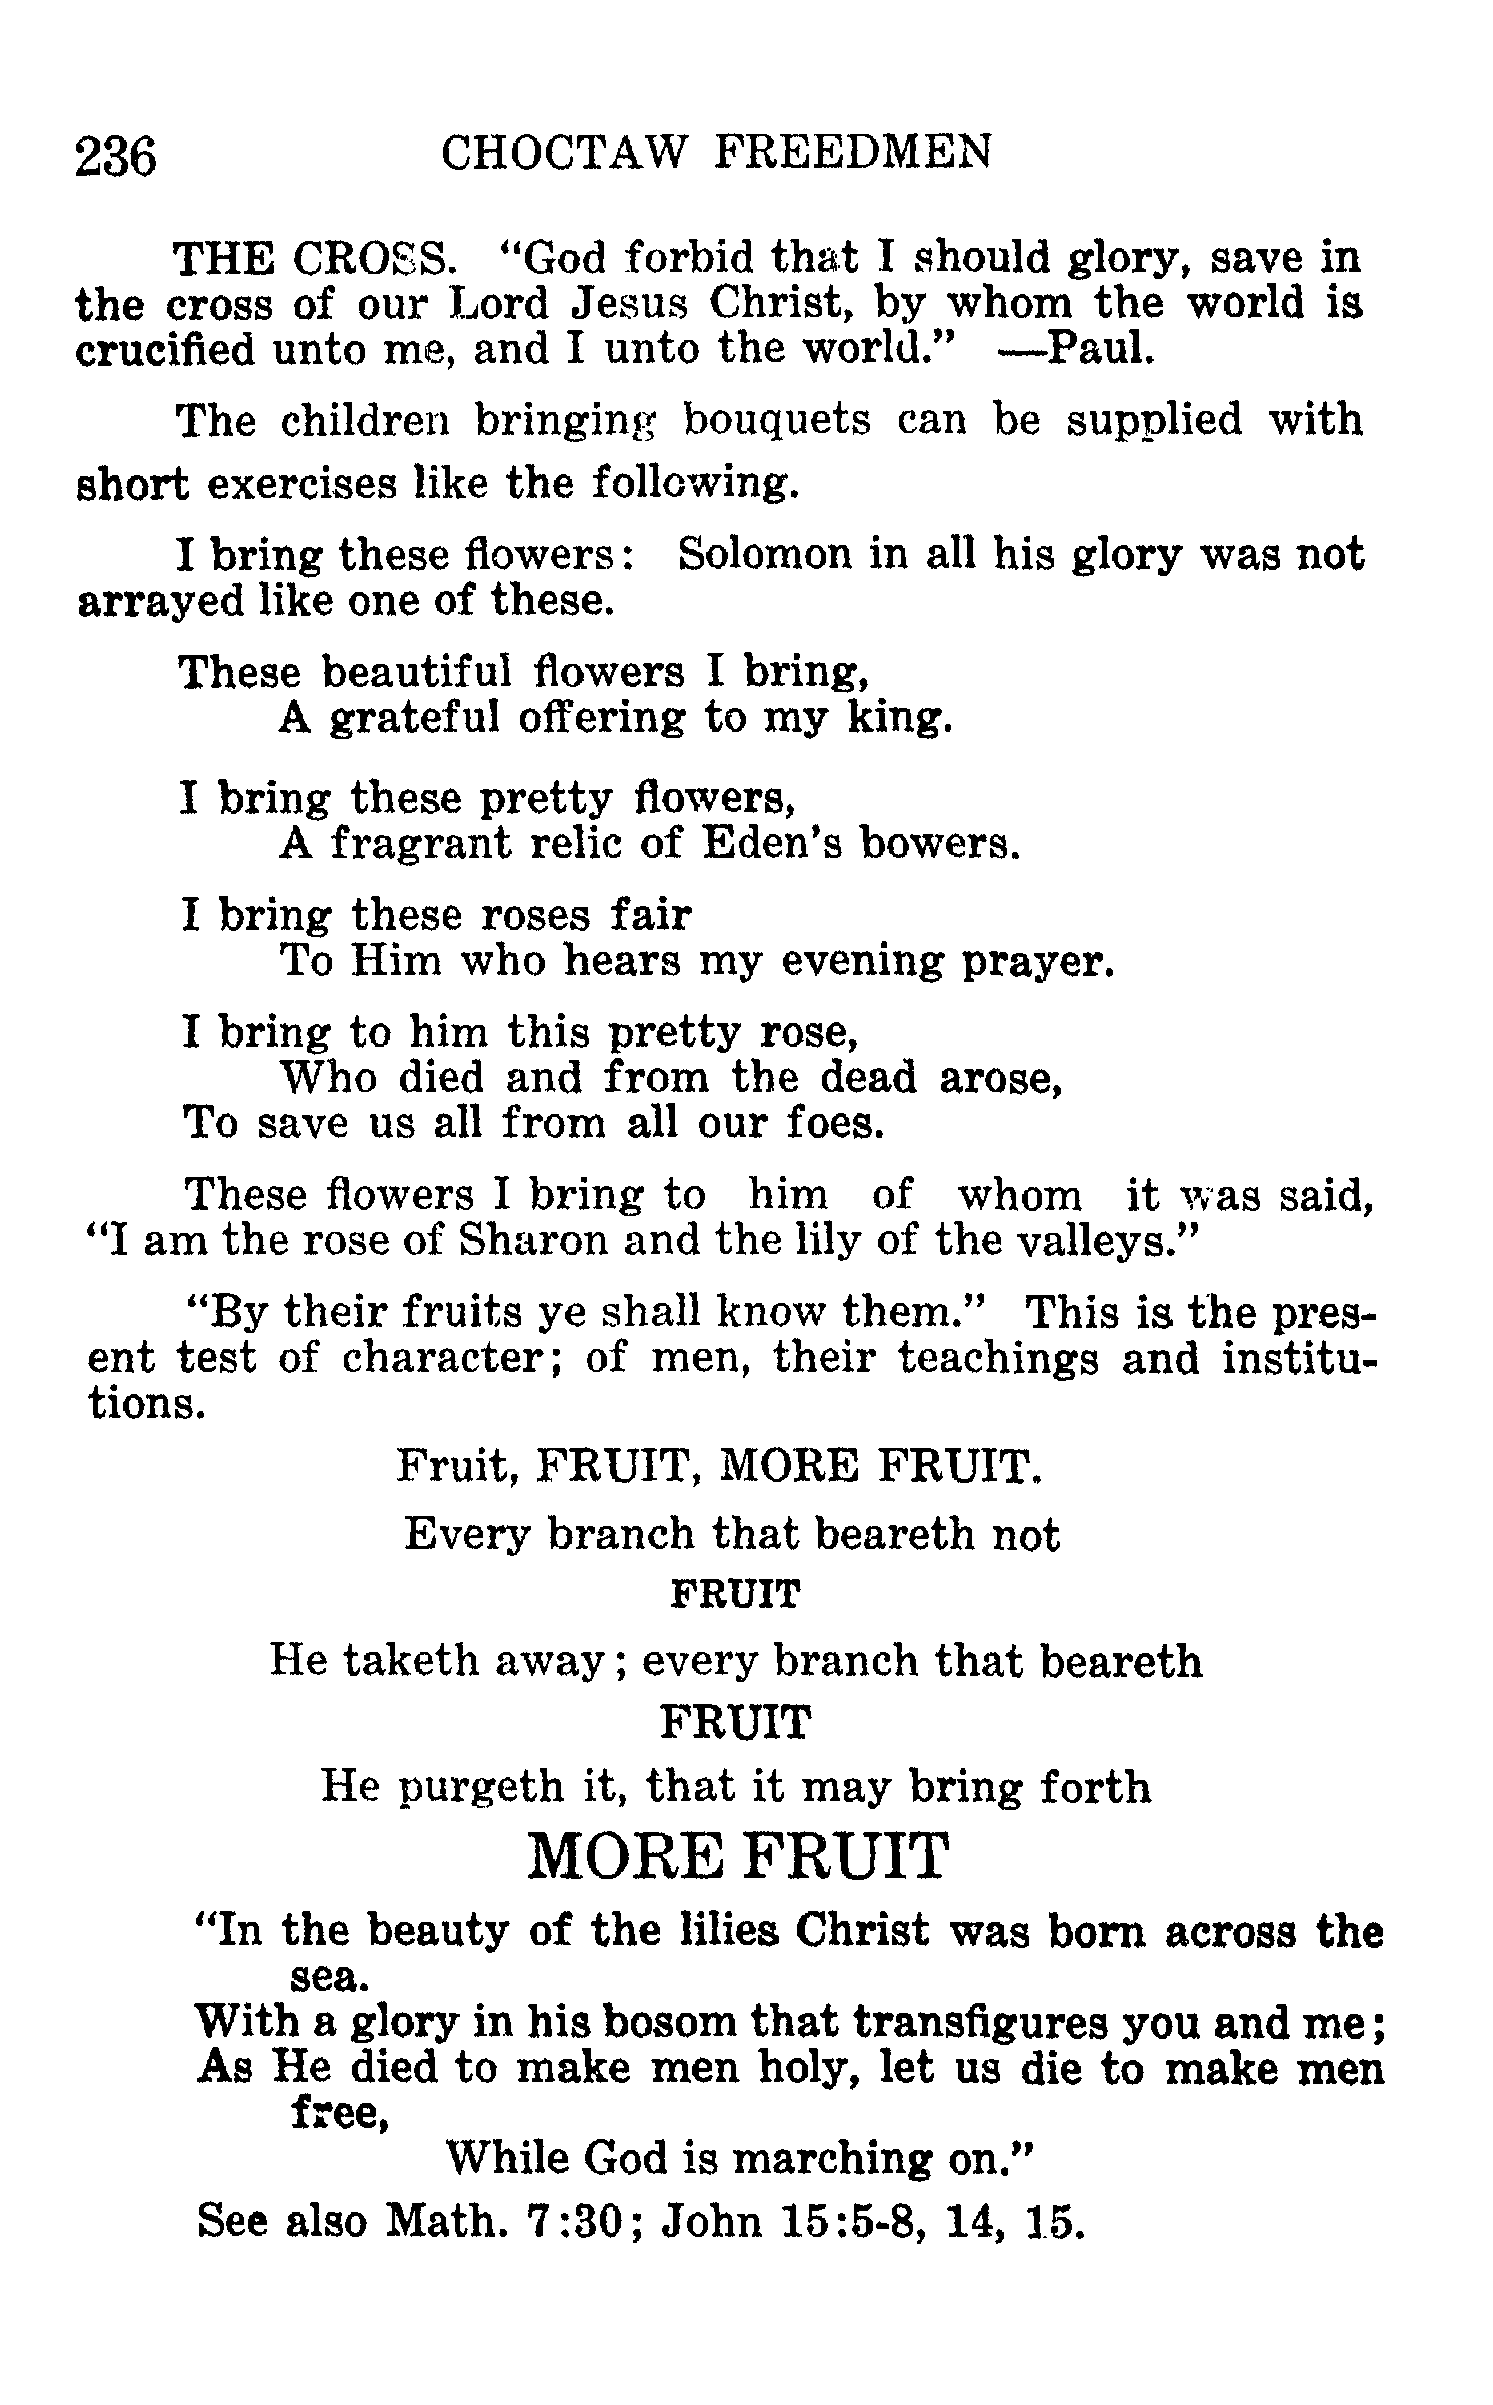 236 CHOCTAW FREEDMEN
THE CROSS. "God forbid that I should glory, save in
the cross of our Lord Jesus Christ, by whom the world is
crucified unto me, and I unto the world." —Paul.
The children bringing bouquets can be supplied with
short exercises like the following.
I bring these flowers: Solomon in all his glory was not
arrayed like one of these.
These beautiful flowers I bring,
A grateful offering to my king.
I bring these pretty flowers,
A fragrant relic of Eden's bowers.
I bring these roses fair
To Him who hears my evening prayer.
I bring to him this pretty rose,
Who died and from the dead arose,
To save us all from all our foes.
These flowers I bring to him of whom it was said,
"I am the rose of Sharon and the lily of the valleys."
"By their fruits ye shall know them." This is the pres-
ent test of character; of men, their teachings and institu-
tions.
Fruit, FRUIT, MORE FRUIT.
Every branch that beareth not
FRUIT
He taketh away; every branch that beareth
FRUIT
He purgeth it, that it may bring forth
MORE FRUIT
"In the beauty of the lilies Christ was born across the
sea.
With a glory in his bosom that transfigures you and me;
As He died to make men holy, let us die to make men
free,
While God is marching on."
See also Math. 7:30; John 15:5-8, 14, 15.